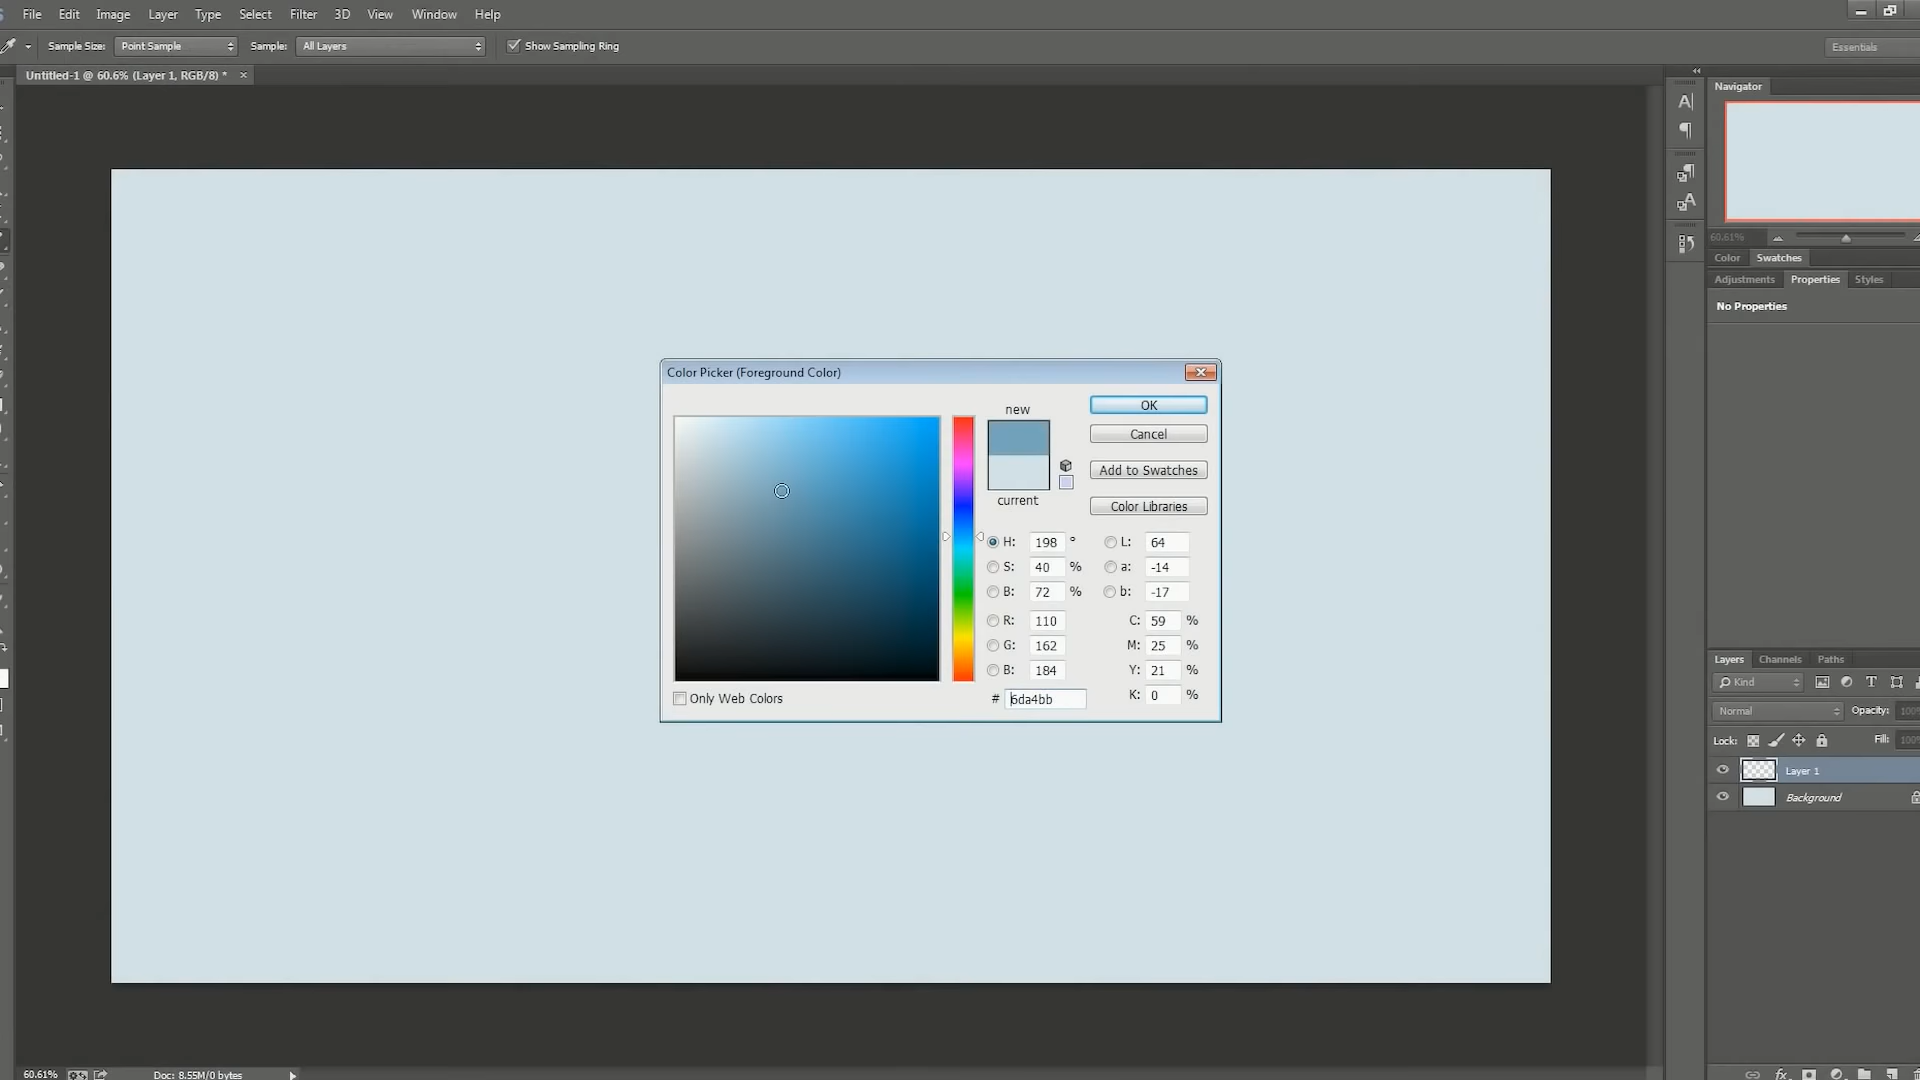 File Edit Image Layer Type Select Filter 3D View Window Help
Sample Size: Point Sample Sample: All Layers Show Sampling Ring
Essentials
Untitled-1 @ 60.6% (Layer 1, RGB/8) * ×
Navigator
60.61%
Color Swatches
Adjustments Properties Styles
No Properties
Color Picker (Foreground Color)
new
current
OK
Cancel
Add to Swatches
Color Libraries
H: 198 ° L: 64
S: 40 % a: -14
B: 72 % b: -17
R: 110 C: 59 %
G: 162 M: 25 %
B: 184 Y: 21 %
# 6da4bb K: 0 %
Only Web Colors
Layers Channels Paths
Kind
Normal Opacity: 100
Lock: Fill: 100
Layer 1
Background
60.61% Doc: 8.55M/0 bytes